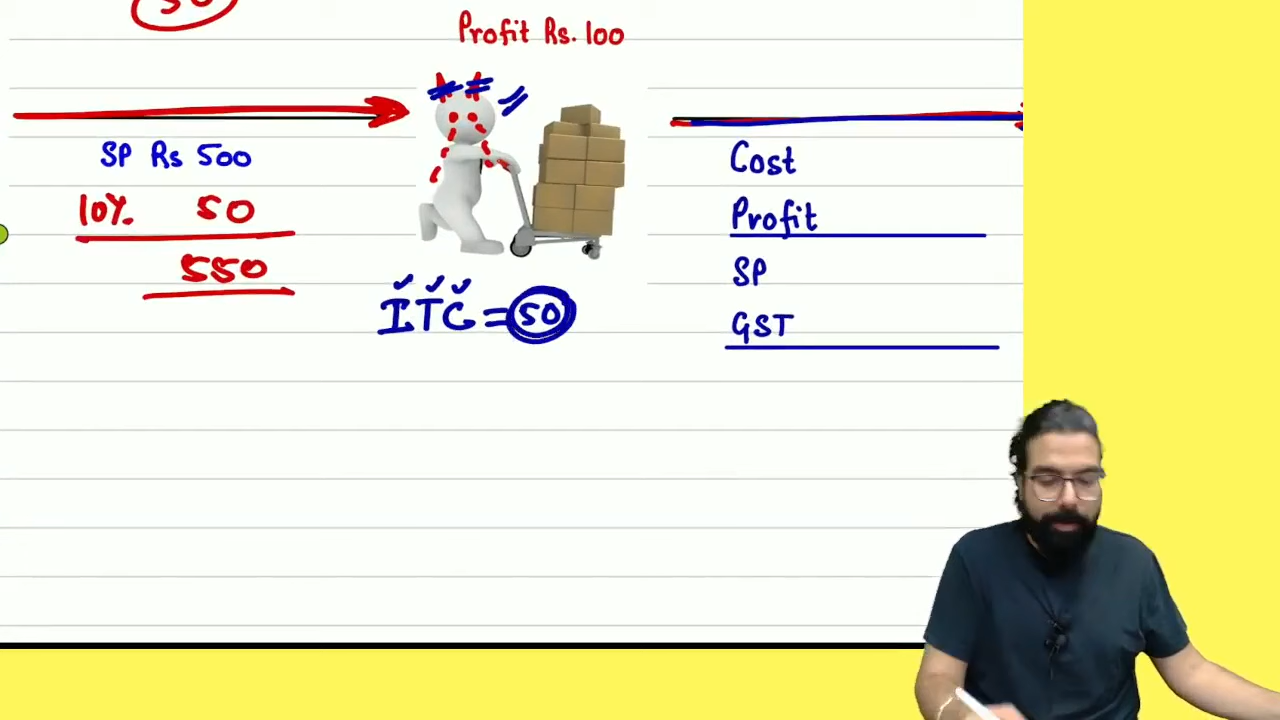 Profit Rs. 100
SP Rs 500
10%. 50
550
ITC = 50
Cost
Profit
SP
GST